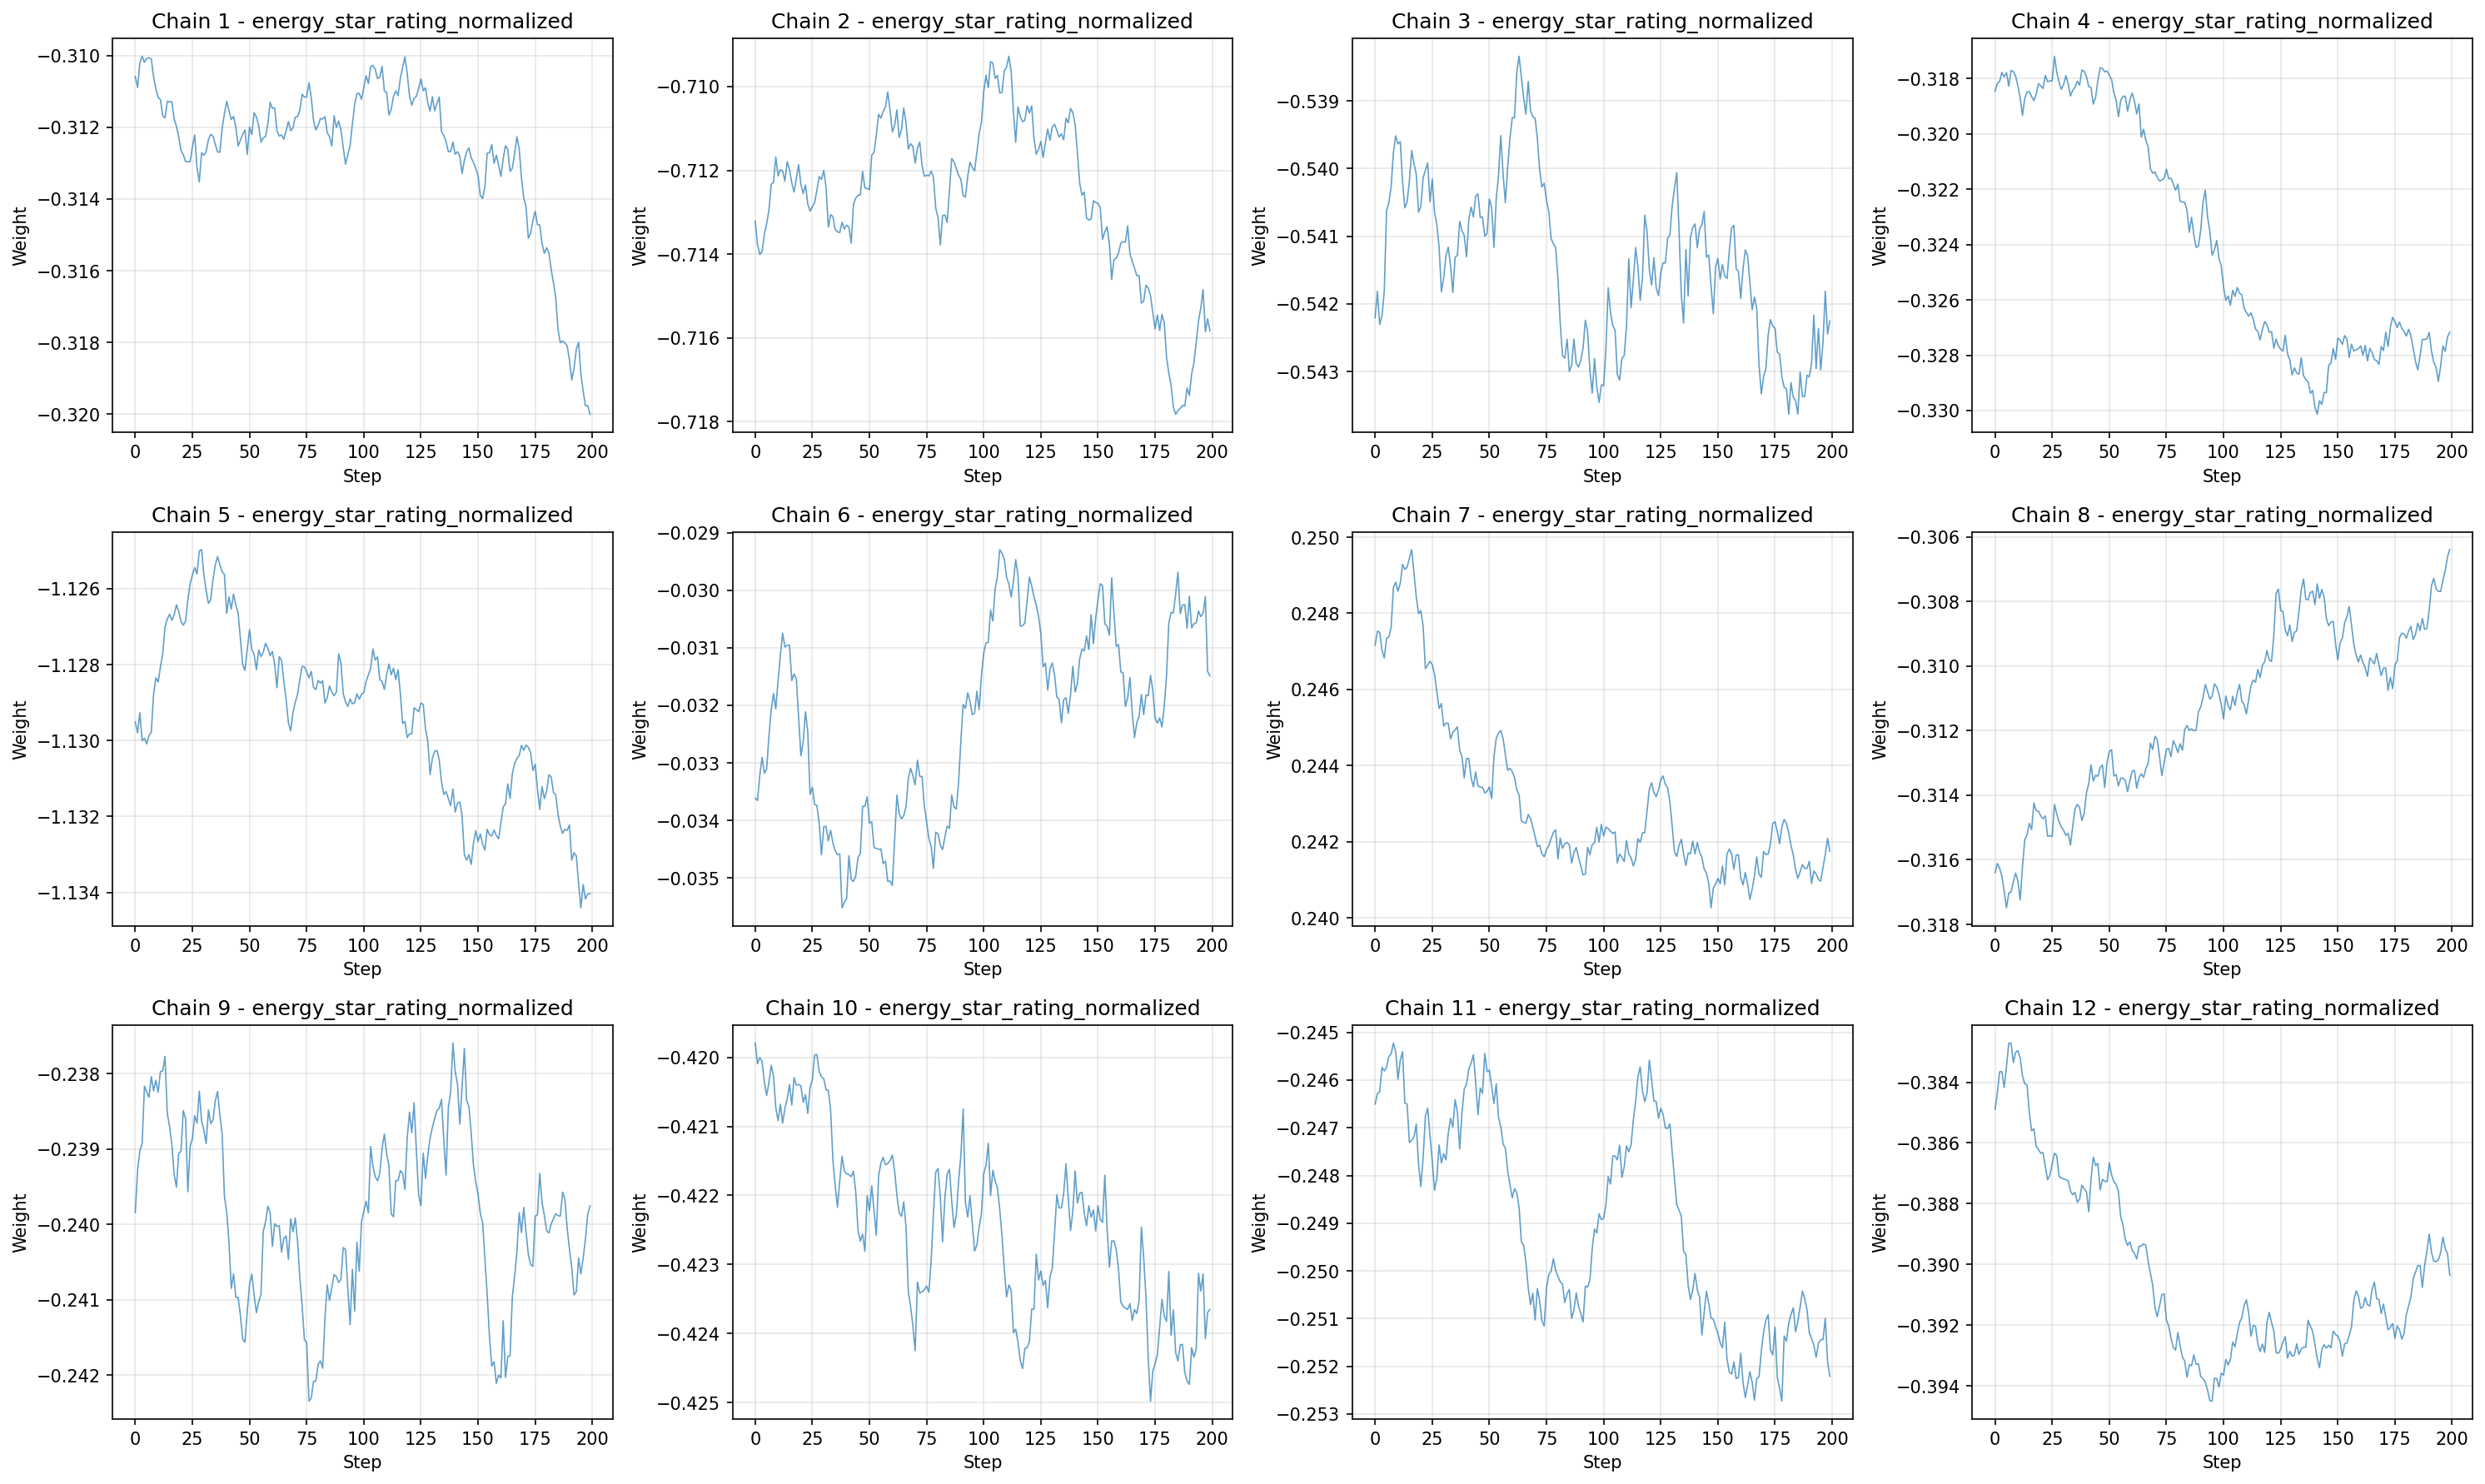 Chain 1 - energy_star_rating_normalized
Chain 2 - energy_star_rating_normalized
Chain 3 - energy_star_rating_normalized
Chain 4 - energy_star_rating_normalized
Weight
−0.310
−0.312
−0.314
−0.316
−0.318
−0.320
0 25 50 75 100 125 150 175 200
Step
Weight
−0.710
−0.712
−0.714
−0.716
−0.718
0 25 50 75 100 125 150 175 200
Step
Weight
−0.539
−0.540
−0.541
−0.542
−0.543
0 25 50 75 100 125 150 175 200
Step
Weight
−0.318
−0.320
−0.322
−0.324
−0.326
−0.328
−0.330
0 25 50 75 100 125 150 175 200
Step
Chain 5 - energy_star_rating_normalized
Chain 6 - energy_star_rating_normalized
Chain 7 - energy_star_rating_normalized
Chain 8 - energy_star_rating_normalized
Weight
−1.126
−1.128
−1.130
−1.132
−1.134
0 25 50 75 100 125 150 175 200
Step
Weight
−0.029
−0.030
−0.031
−0.032
−0.033
−0.034
−0.035
0 25 50 75 100 125 150 175 200
Step
Weight
0.250
0.248
0.246
0.244
0.242
0.240
0 25 50 75 100 125 150 175 200
Step
Weight
−0.306
−0.308
−0.310
−0.312
−0.314
−0.316
−0.318
0 25 50 75 100 125 150 175 200
Step
Chain 9 - energy_star_rating_normalized
Chain 10 - energy_star_rating_normalized
Chain 11 - energy_star_rating_normalized
Chain 12 - energy_star_rating_normalized
Weight
−0.238
−0.239
−0.240
−0.241
−0.242
0 25 50 75 100 125 150 175 200
Step
Weight
−0.420
−0.421
−0.422
−0.423
−0.424
−0.425
0 25 50 75 100 125 150 175 200
Step
Weight
−0.245
−0.246
−0.247
−0.248
−0.249
−0.250
−0.251
−0.252
−0.253
0 25 50 75 100 125 150 175 200
Step
Weight
−0.384
−0.386
−0.388
−0.390
−0.392
−0.394
0 25 50 75 100 125 150 175 200
Step